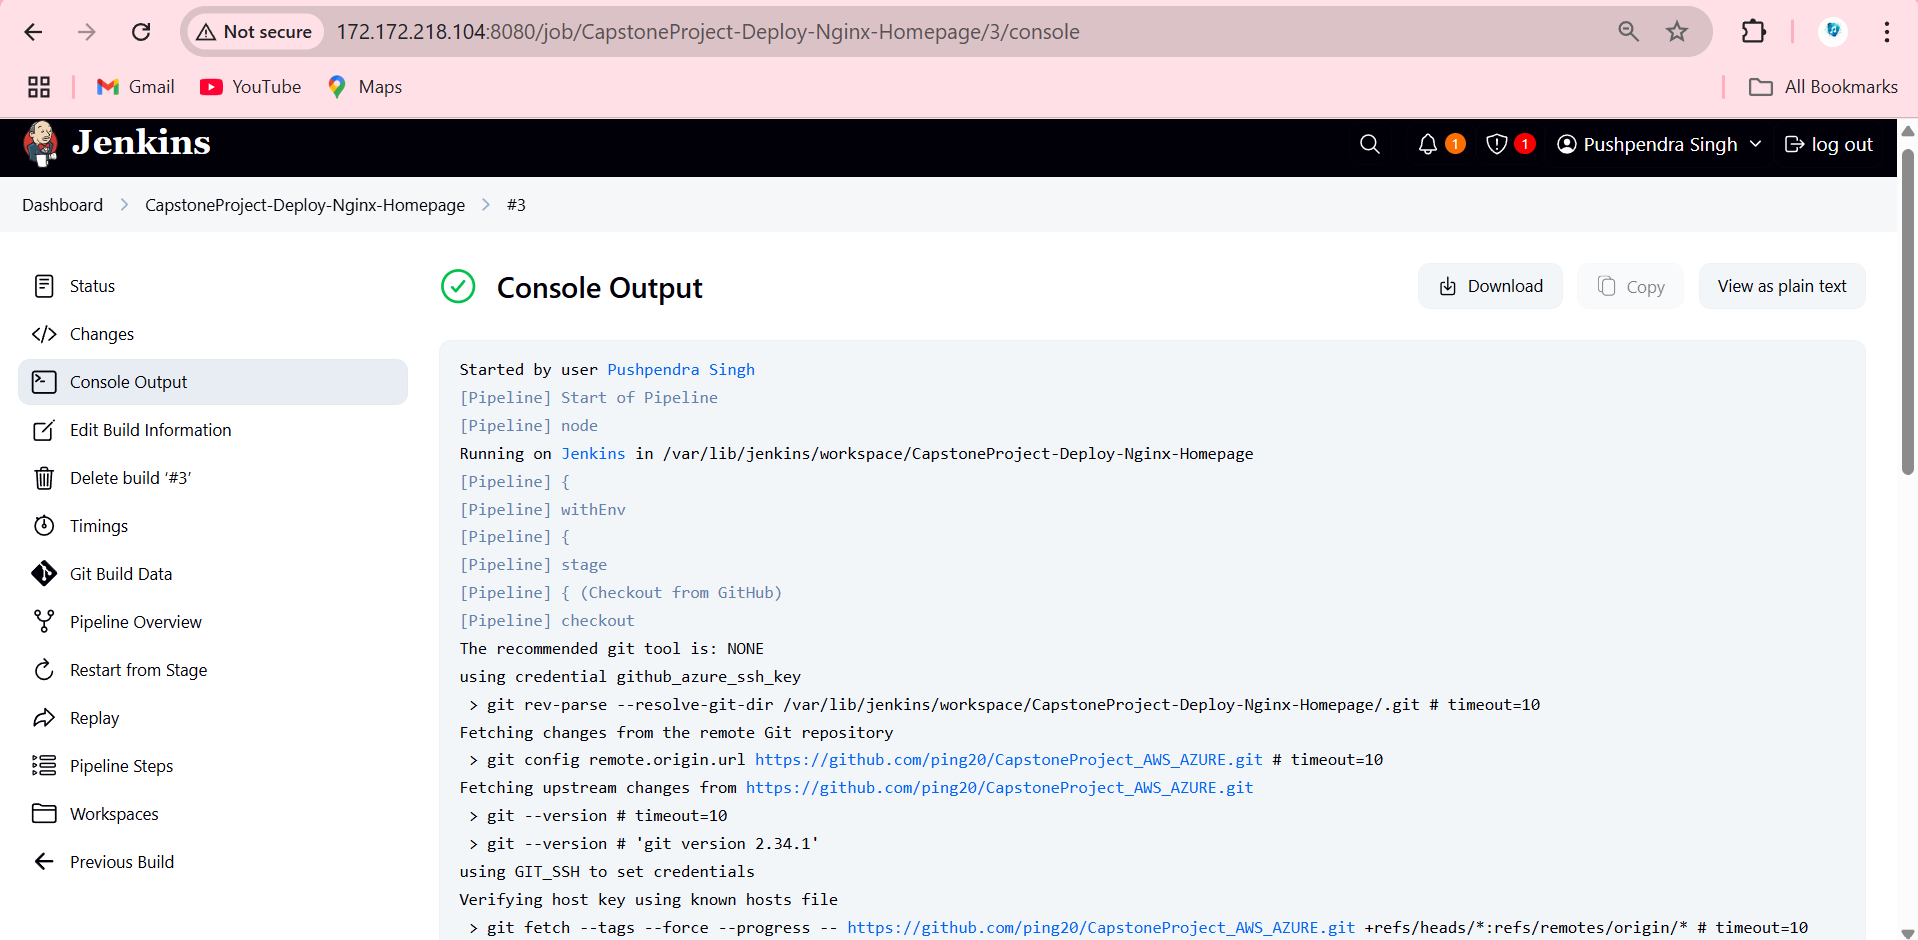 Not secure 172.172.218.104:8080/job/CapstoneProject-Deploy-Nginx-Homepage/3/console
Gmail YouTube Maps All Bookmarks
Jenkins 1 1 Pushpendra Singh log out
Dashboard CapstoneProject-Deploy-Nginx-Homepage #3
Status
Changes
Console Output
Edit Build Information
Delete build ‘#3’
Timings
Git Build Data
Pipeline Overview
Restart from Stage
Replay
Pipeline Steps
Workspaces
Previous Build
Console Output Download Copy View as plain text
Started by user Pushpendra Singh
[Pipeline] Start of Pipeline
[Pipeline] node
Running on Jenkins in /var/lib/jenkins/workspace/CapstoneProject-Deploy-Nginx-Homepage
[Pipeline] {
[Pipeline] withEnv
[Pipeline] {
[Pipeline] stage
[Pipeline] { (Checkout from GitHub)
[Pipeline] checkout
The recommended git tool is: NONE
using credential github_azure_ssh_key
> git rev-parse --resolve-git-dir /var/lib/jenkins/workspace/CapstoneProject-Deploy-Nginx-Homepage/.git # timeout=10
Fetching changes from the remote Git repository
> git config remote.origin.url https://github.com/ping20/CapstoneProject_AWS_AZURE.git # timeout=10
Fetching upstream changes from https://github.com/ping20/CapstoneProject_AWS_AZURE.git
> git --version # timeout=10
> git --version # 'git version 2.34.1'
using GIT_SSH to set credentials
Verifying host key using known hosts file
> git fetch --tags --force --progress -- https://github.com/ping20/CapstoneProject_AWS_AZURE.git +refs/heads/*:refs/remotes/origin/* # timeout=10